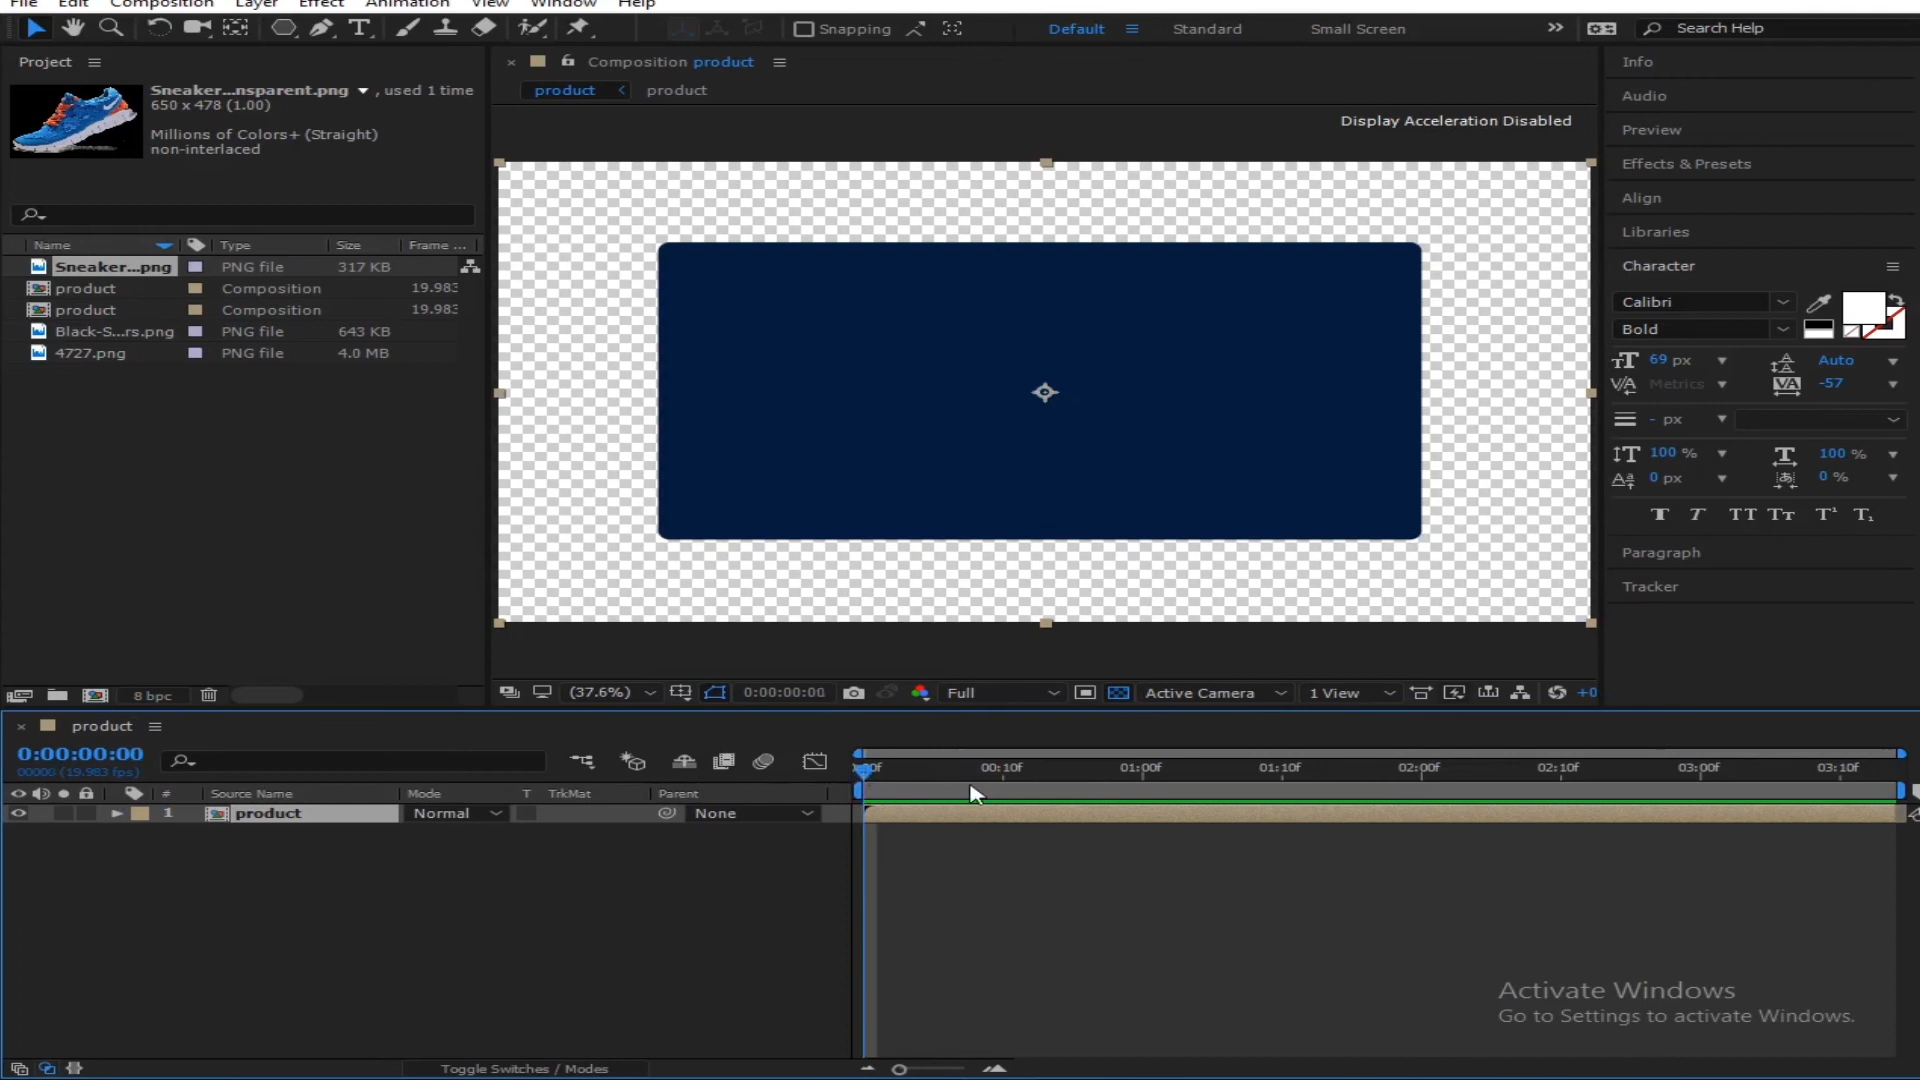 File Edit Composition Layer Effect Animation View Window Help
Snapping Default Standard Small Screen Search Help
Project
Sneaker...nsparent.png , used 1 time
650 x 478 (1.00)
Millions of Colors+ (Straight)
non-interlaced
Name Type Size Frame ...
Sneaker...png PNG file 317 KB
product Composition 19.983
product Composition 19.983
Black-S...rs.png PNG file 643 KB
4727.png PNG file 4.0 MB
8 bpc
Composition product
product product
Display Acceleration Disabled
(37.6%) 0:00:00:00 Full Active Camera 1 View +0
Info
Audio
Preview
Effects & Presets
Align
Libraries
Character
Calibri
Bold
69 px Auto
Metrics -57
- px
100 % 100 %
0 px 0 %
T T TT Tt T¹ T₁
Paragraph
Tracker
product
0:00:00:00
00000 (19.983 fps)
00:10f 01:00f 01:10f 02:00f 02:10f 03:00f 03:10f
# Source Name Mode T TrkMat Parent
1 product Normal None
Activate Windows
Go to Settings to activate Windows.
Toggle Switches / Modes